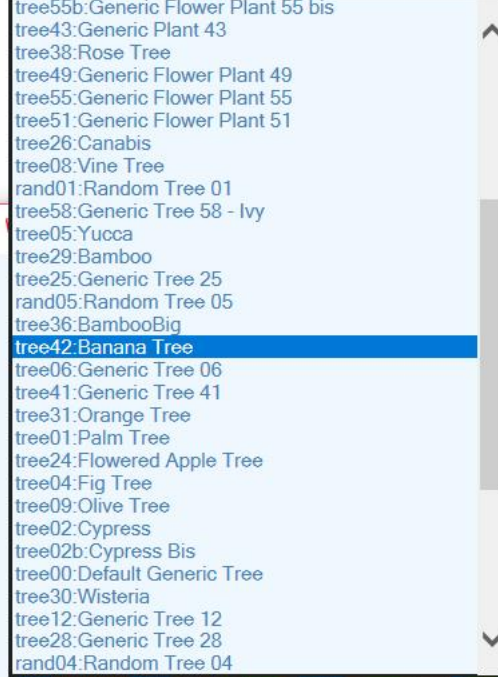 tree55b:Generic Flower Plant 55 bis
tree43:Generic Plant 43
tree38:Rose Tree
tree49:Generic Flower Plant 49
tree55:Generic Flower Plant 55
tree51:Generic Flower Plant 51
tree26:Canabis
tree08:Vine Tree
rand01:Random Tree 01
tree58:Generic Tree 58 - Ivy
tree05:Yucca
tree29:Bamboo
tree25:Generic Tree 25
rand05:Random Tree 05
tree36:BambooBig
tree42:Banana Tree
tree06:Generic Tree 06
tree41:Generic Tree 41
tree31:Orange Tree
tree01:Palm Tree
tree24:Flowered Apple Tree
tree04:Fig Tree
tree09:Olive Tree
tree02:Cypress
tree02b:Cypress Bis
tree00:Default Generic Tree
tree30:Wisteria
tree12:Generic Tree 12
tree28:Generic Tree 28
rand04:Random Tree 04